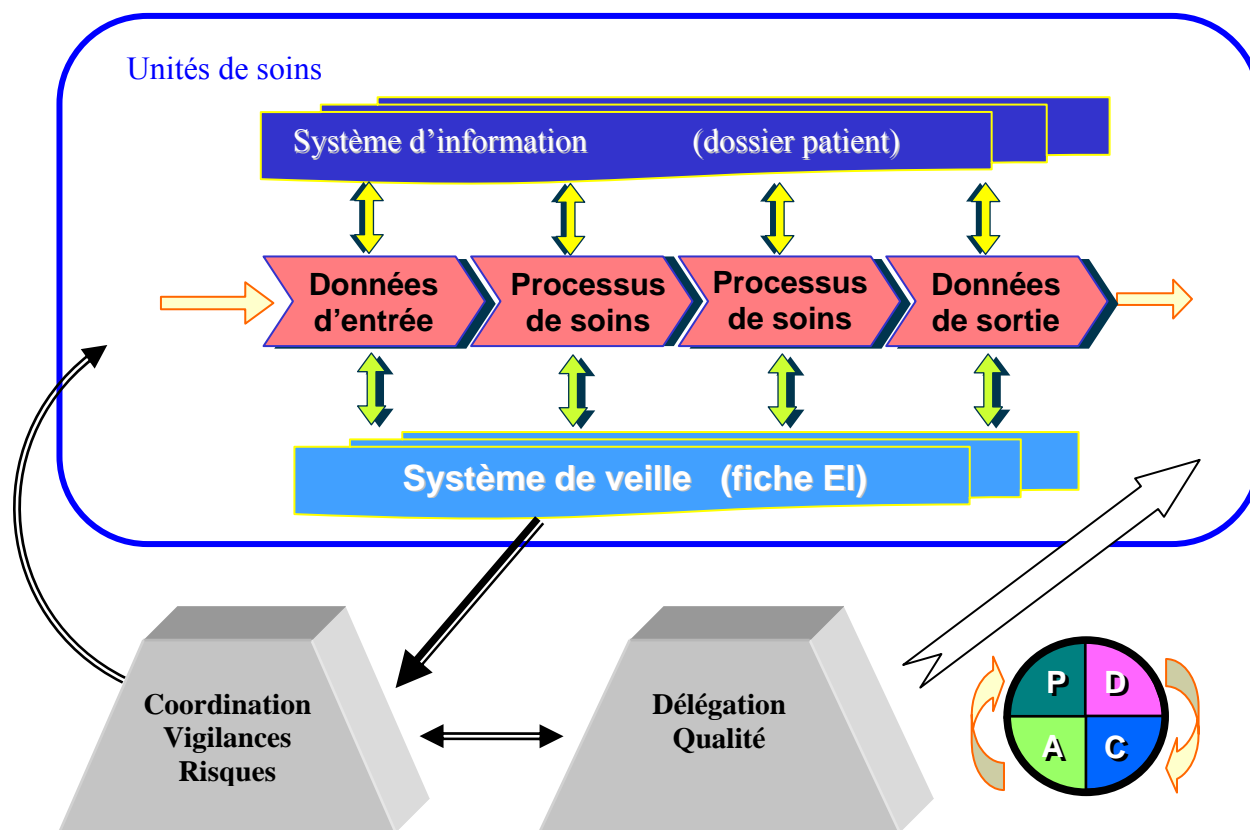 Unités de soins
Système d’information (dossier patient)
Données
d’entrée
Processus
de soins
Processus
de soins
Données
de sortie
Système de veille (fiche EI)
Coordination
Vigilances
Risques
Délégation
Qualité
P D
A C